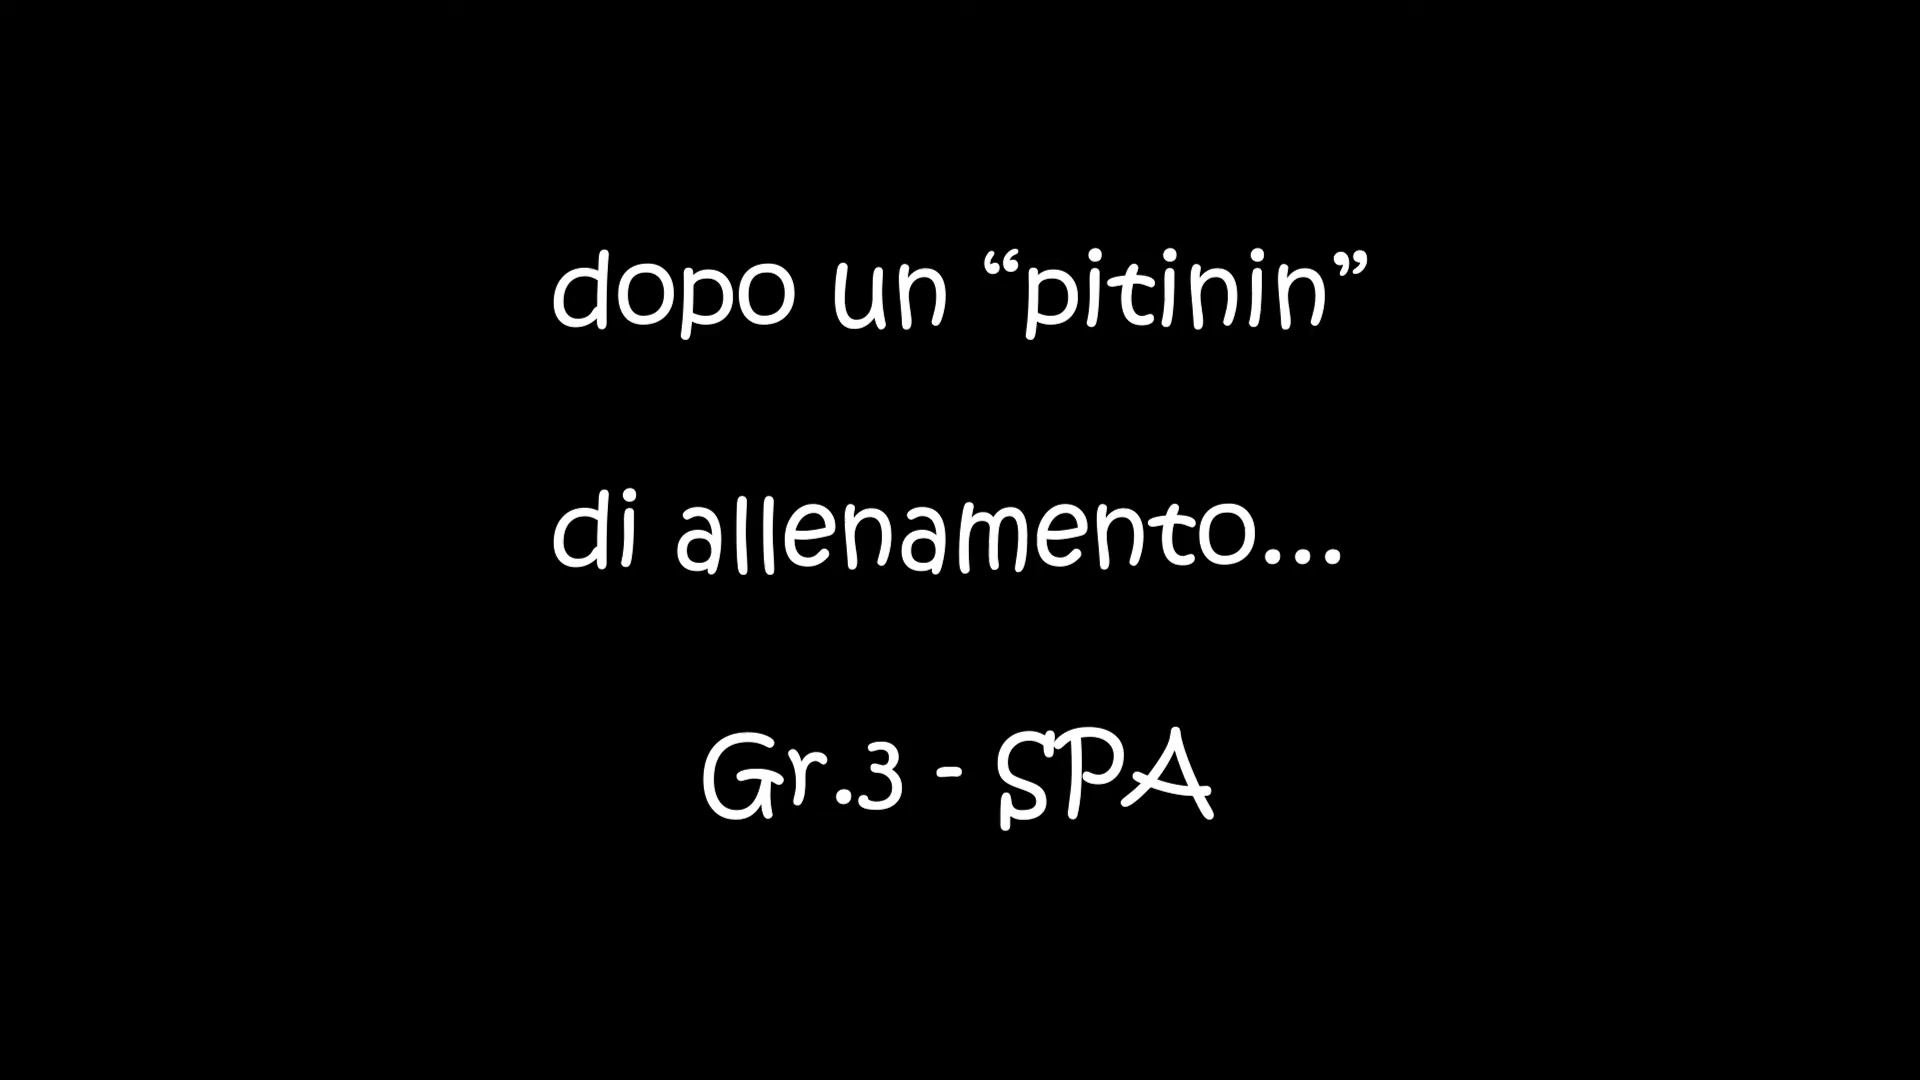 dopo un “pitinin”
di allenamento...
Gr.3 - SPA